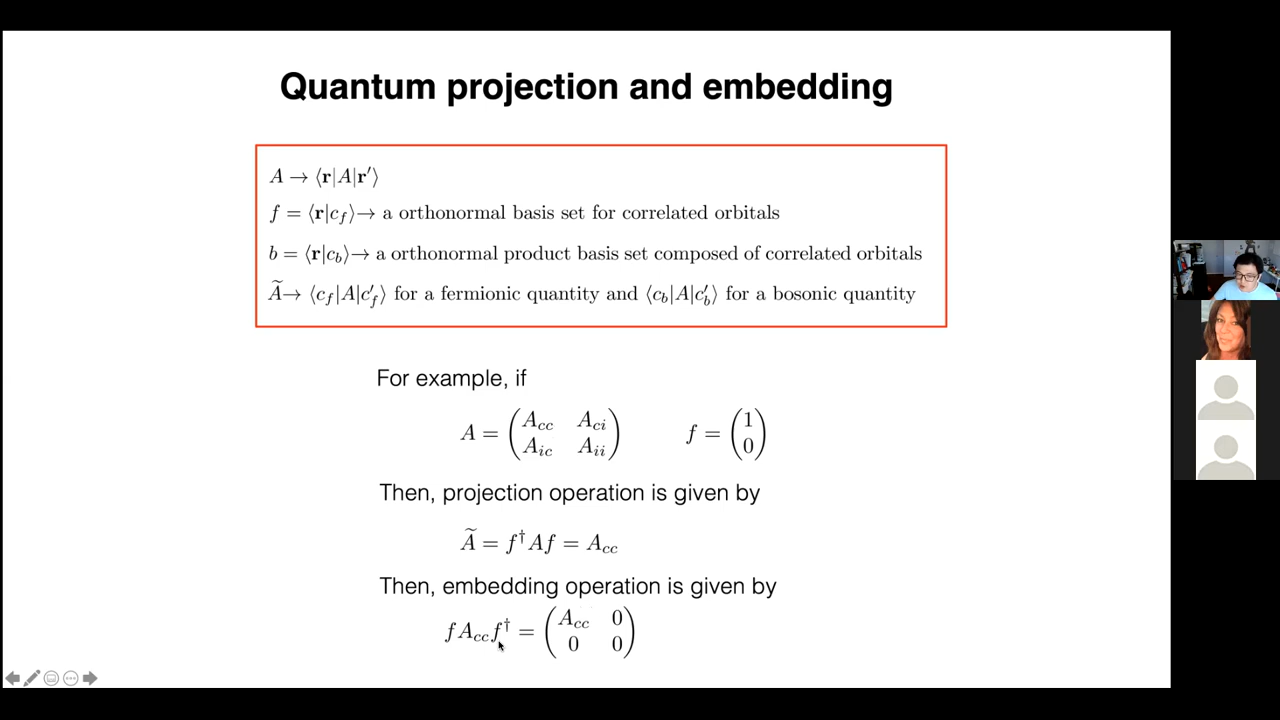 Quantum projection and embedding
A → ⟨r|A|r′⟩
f = ⟨r|c_f⟩→ a orthonormal basis set for correlated orbitals
b = ⟨r|c_b⟩→ a orthonormal product basis set composed of correlated orbitals
Ã→ ⟨c_f|A|c′_f⟩ for a fermionic quantity and ⟨c_b|A|c′_b⟩ for a bosonic quantity
For example, if
A = (A_cc A_ci; A_ic A_ii) f = (1; 0)
Then, projection operation is given by
Ã = f†Af = A_cc
Then, embedding operation is given by
fA_ccf† = (A_cc 0; 0 0)